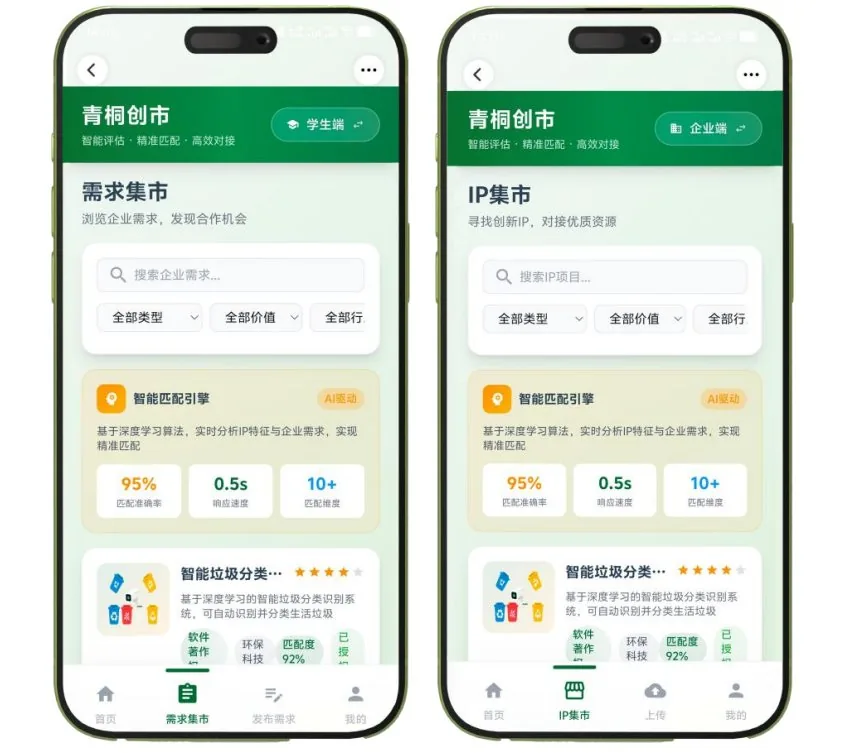 青桐创市
智能评估 · 精准匹配 · 高效对接
学生端
需求集市
浏览企业需求，发现合作机会
搜索企业需求...
全部类型
全部价值
全部行
智能匹配引擎
AI驱动
基于深度学习算法，实时分析IP特征与企业需求，实现
精准匹配
95%
0.5s
10+
匹配准确率
响应速度
匹配维度
智能垃圾分类···
基于深度学习的智能垃圾分类识别系
统，可自动识别并分类生活垃圾
软件
著作
环保
科技
匹配度
92%
已
授
首页
需求集市
发布需求
我的
青桐创市
智能评估 · 精准匹配 · 高效对接
企业端
IP集市
寻找创新IP，对接优质资源
搜索IP项目...
全部类型
全部价值
全部行
智能匹配引擎
AI驱动
基于深度学习算法，实时分析IP特征与企业需求，实现
精准匹配
95%
0.5s
10+
匹配准确率
响应速度
匹配维度
智能垃圾分类···
基于深度学习的智能垃圾分类识别系
统，可自动识别并分类生活垃圾
软件
著作
环保
科技
匹配度
92%
已
授
首页
IP集市
上传
我的